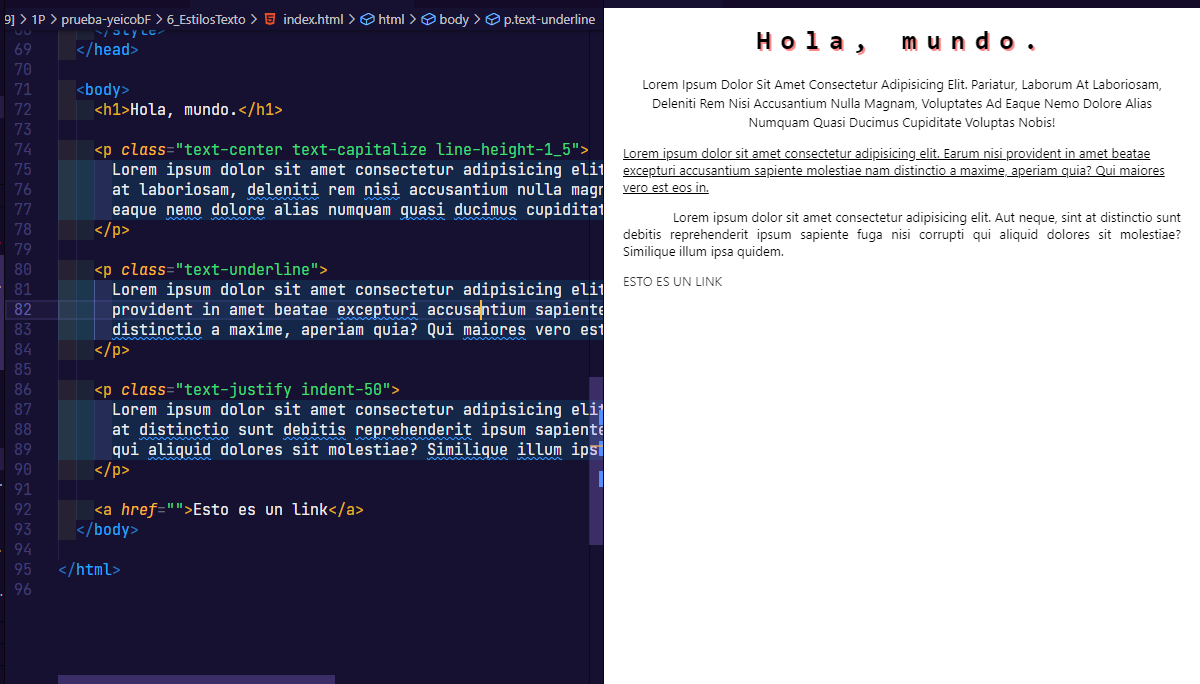 9] > 1P > prueba-yeicobF > 6_EstilosTexto > index.html > html > body > p.text-underline
68 </style>
69 </head>
70
71 <body>
72 <h1>Hola, mundo.</h1>
73
74 <p class="text-center text-capitalize line-height-1_5">
75 Lorem ipsum dolor sit amet consectetur adipisicing elit
76 at laboriosam, deleniti rem nisi accusantium nulla magn
77 eaque nemo dolore alias numquam quasi ducimus cupiditat
78 </p>
79
80 <p class="text-underline">
81 Lorem ipsum dolor sit amet consectetur adipisicing elit
82 provident in amet beatae excepturi accusantium sapiente
83 distinctio a maxime, aperiam quia? Qui maiores vero est
84 </p>
85
86 <p class="text-justify indent-50">
87 Lorem ipsum dolor sit amet consectetur adipisicing elit
88 at distinctio sunt debitis reprehenderit ipsum sapiente
89 qui aliquid dolores sit molestiae? Similique illum ips
90 </p>
91
92 <a href="">Esto es un link</a>
93 </body>
94
95 </html>
96
Hola, mundo.
Lorem Ipsum Dolor Sit Amet Consectetur Adipisicing Elit. Pariatur, Laborum At Laboriosam,
Deleniti Rem Nisi Accusantium Nulla Magnam, Voluptates Ad Eaque Nemo Dolore Alias
Numquam Quasi Ducimus Cupiditate Voluptas Nobis!
Lorem ipsum dolor sit amet consectetur adipisicing elit. Earum nisi provident in amet beatae
excepturi accusantium sapiente molestiae nam distinctio a maxime, aperiam quia? Qui maiores
vero est eos in.
Lorem ipsum dolor sit amet consectetur adipisicing elit. Aut neque, sint at distinctio sunt
debitis reprehenderit ipsum sapiente fuga nisi corrupti qui aliquid dolores sit molestiae?
Similique illum ipsa quidem.
ESTO ES UN LINK